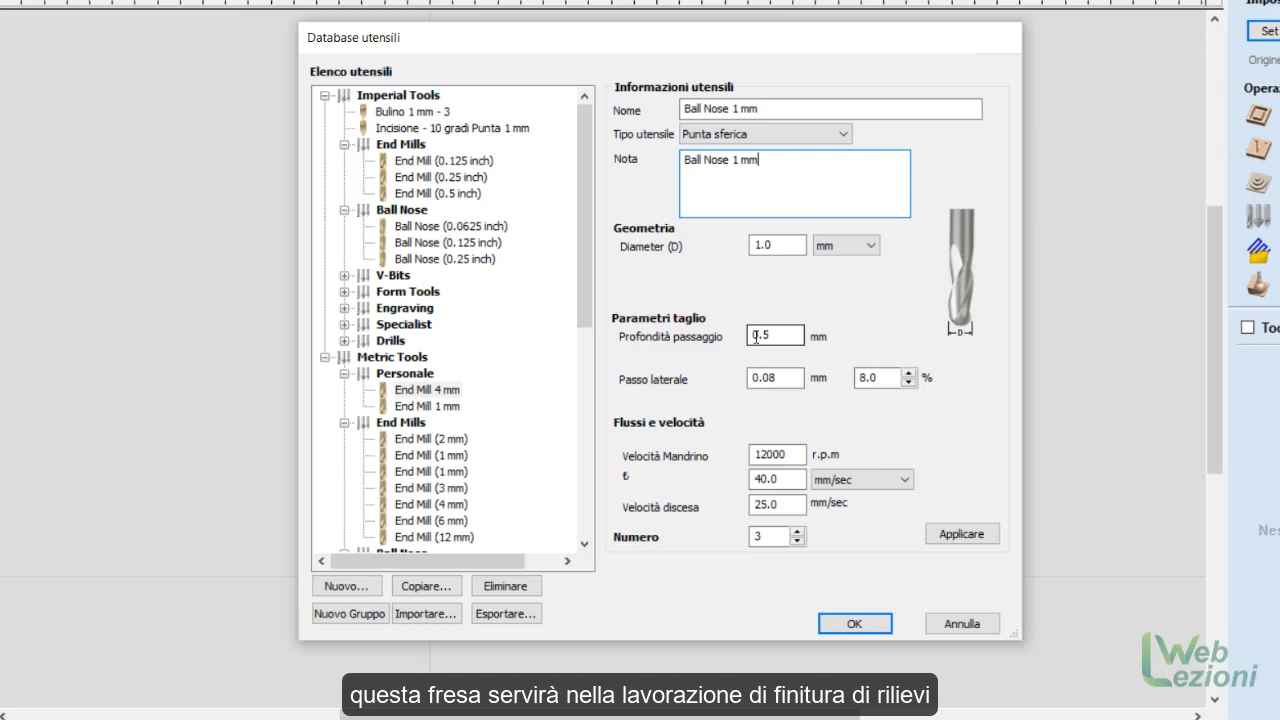 Database utensili
Elenco utensili
Imperial Tools
Bulino 1 mm - 3
Incisione - 10 gradi Punta 1 mm
End Mills
End Mill (0.125 inch)
End Mill (0.25 inch)
End Mill (0.5 inch)
Ball Nose
Ball Nose (0.0625 inch)
Ball Nose (0.125 inch)
Ball Nose (0.25 inch)
V-Bits
Form Tools
Engraving
Specialist
Drills
Metric Tools
Personale
End Mill 4 mm
End Mill 1 mm
End Mills
End Mill (2 mm)
End Mill (1 mm)
End Mill (1 mm)
End Mill (3 mm)
End Mill (4 mm)
End Mill (6 mm)
End Mill (12 mm)
Ball Nose
Nuovo... Copiare... Eliminare
Nuovo Gruppo Importare... Esportare...
Informazioni utensili
Nome Ball Nose 1 mm
Tipo utensile Punta sferica
Nota Ball Nose 1 mm
Geometria
Diameter (D) 1.0 mm
D
Parametri taglio
Profondità passaggio 0.5 mm
Passo laterale 0.08 mm 8.0 %
Flussi e velocità
Velocità Mandrino 12000 r.p.m
₺ 40.0 mm/sec
Velocità discesa 25.0 mm/sec
Numero 3 Applicare
OK Annulla
Set
Origine
Web
Lezioni
questa fresa servirà nella lavorazione di finitura di rilievi